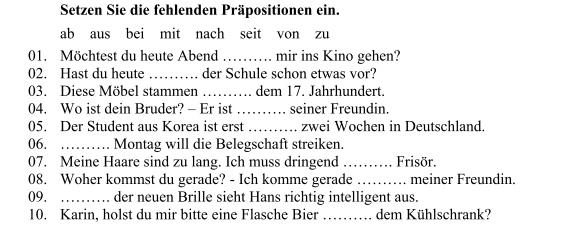 Setzen Sie die fehlenden Präpositionen ein.
ab aus bei mit nach seit von zu
01. Möchtest du heute Abend ………. mir ins Kino gehen?
02. Hast du heute ………. der Schule schon etwas vor?
03. Diese Möbel stammen ………. dem 17. Jahrhundert.
04. Wo ist dein Bruder? – Er ist ………. seiner Freundin.
05. Der Student aus Korea ist erst ………. zwei Wochen in Deutschland.
06. ………. Montag will die Belegschaft streiken.
07. Meine Haare sind zu lang. Ich muss dringend ………. Frisör.
08. Woher kommst du gerade? - Ich komme gerade ………. meiner Freundin.
09. ………. der neuen Brille sieht Hans richtig intelligent aus.
10. Karin, holst du mir bitte eine Flasche Bier ………. dem Kühlschrank?